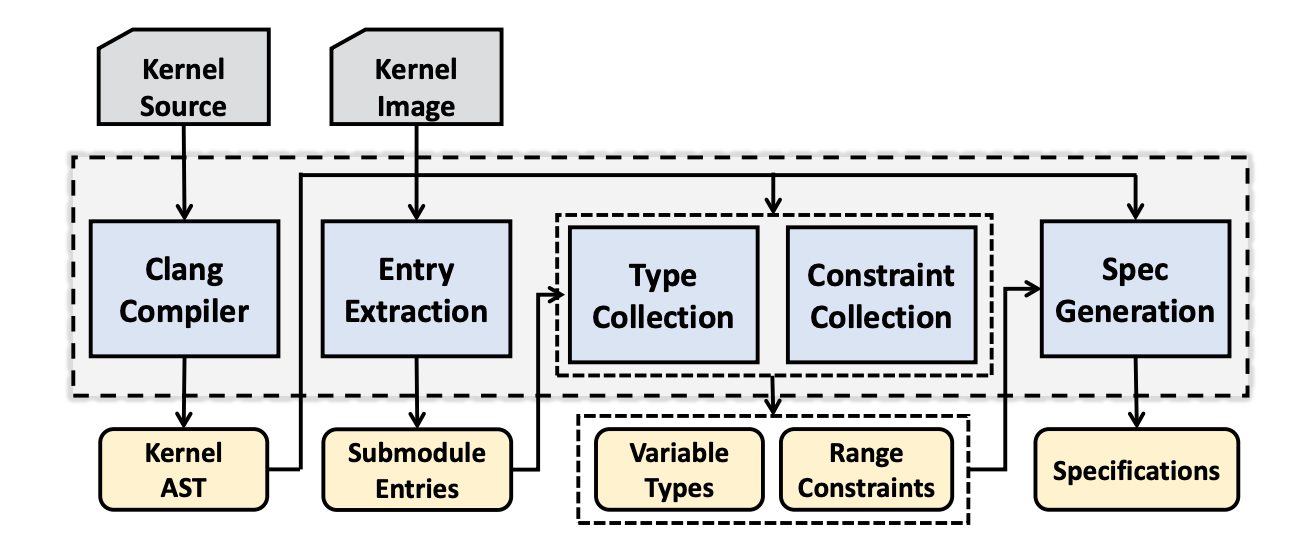 Kernel
Source
Kernel
Image
Clang
Compiler
Entry
Extraction
Type
Collection
Constraint
Collection
Spec
Generation
Kernel
AST
Submodule
Entries
Variable
Types
Range
Constraints
Specifications